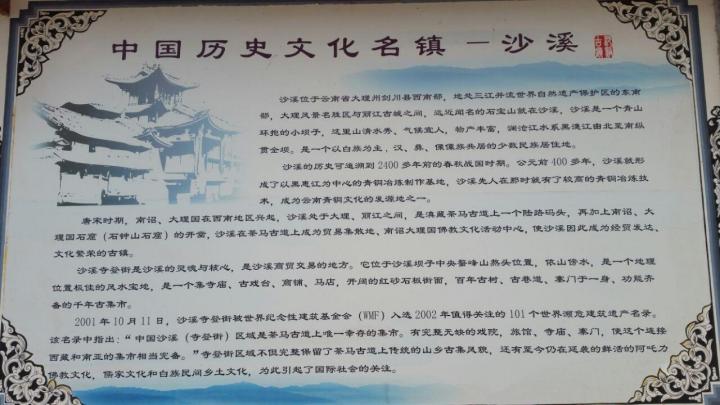 中国历史文化名镇－沙溪
沙溪位于云南省大理州剑川县西南部，地处三江并流世界自然遗产保护区的东南
部，大理风景名胜区与丽江古城之间，远近闻名的石宝山就在沙溪，沙溪是一个青山
环抱的小坝子，这里山清水秀、气候宜人，物产丰富，澜沧江水系黑潓江由北至南纵
贯全坝。是一个以白族为主，汉、彝、傈僳族共居的少数民族居住地。
沙溪的历史可追溯到2400多年前的春秋战国时期。公元前400多年，沙溪就形
成了以黑惠江为中心的青铜冶炼制作基地，沙溪先人在那时就有了较高的青铜冶炼技
术，成为云南青铜文化的发源地之一。
唐宋时期，南诏、大理国在西南地区兴起，沙溪处于大理、丽江之间，是滇藏茶马古道上一个陆路码头，再加上南诏、大
理国石窟（石钟山石窟）的开凿，沙溪在茶马古道上成为贸易集散地、南诏大理国佛教文化活动中心，使沙溪因此成为经贸发达、
文化繁荣的古镇。
沙溪寺登街是沙溪的灵魂与核心，是沙溪商贸交易的地方。它位于沙溪坝子中央鳌峰山热头位置，依山傍水，是一个地理
位置极佳的风水宝地，是一个集寺庙、古戏台、商铺、马店、开阔的红砂石板街面，百年古树、古巷道、寨门于一身、功能齐
备的千年古集市。
2001年10月11日，沙溪寺登街被世界纪念性建筑基金会（WMF）入选2002年值得关注的101个世界濒危建筑遗产名录。
该名录中指出：“中国沙溪（寺登街）区域是茶马古道上唯一幸存的集市。有完整无缺的戏院，旅馆、寺庙、寨门，使这个连接
西藏和南亚的集市相当完备。”寺登街区域不但完整保留了茶马古道上传统的山乡古集风貌，还有至今仍在延袭的鲜活的阿吒力
佛教文化，儒家文化和白族民间乡土文化，为此引起了国际社会的关注。